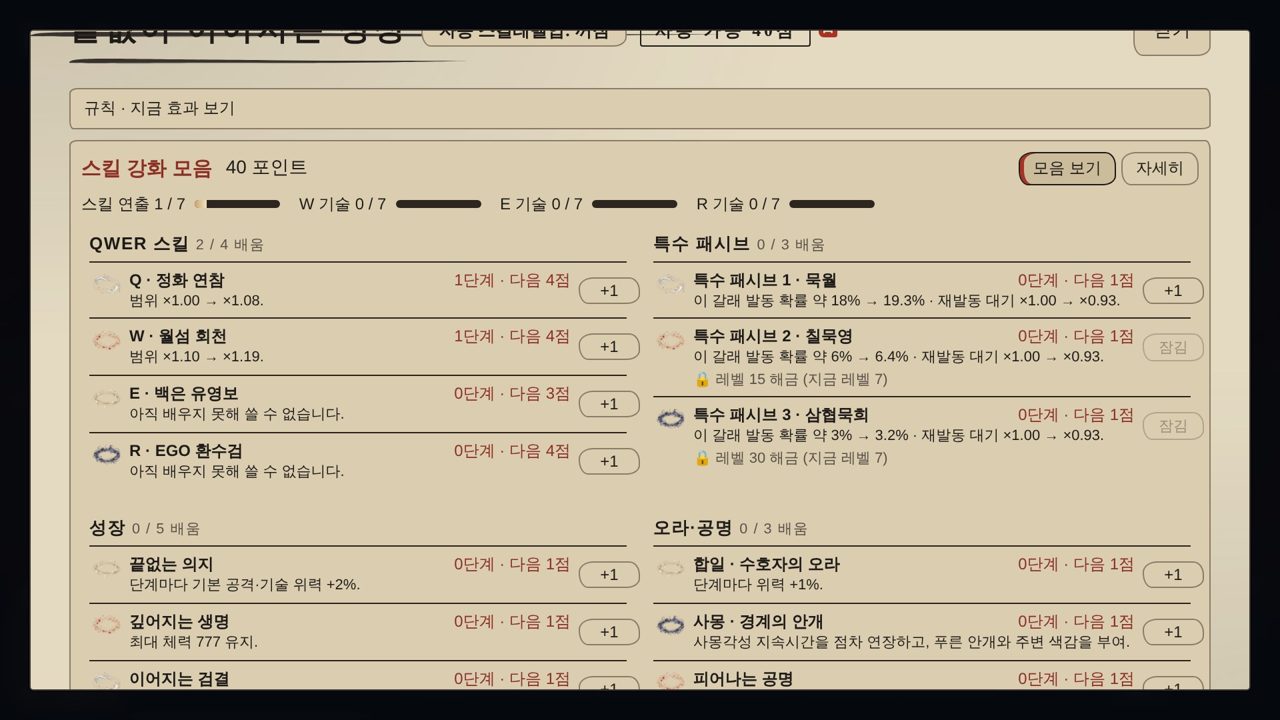 규칙 · 지금 효과 보기
스킬 강화 모음 40 포인트
모음 보기
자세히
스킬 연출 1 / 7
W 기술 0 / 7
E 기술 0 / 7
R 기술 0 / 7
QWER 스킬 2 / 4 배움
Q · 정화 연참 1단계 · 다음 4점
범위 ×1.00 → ×1.08.
+1
W · 월섬 회천 1단계 · 다음 4점
범위 ×1.10 → ×1.19.
+1
E · 백은 유영보 0단계 · 다음 3점
아직 배우지 못해 쓸 수 없습니다.
+1
R · EGO 환수검 0단계 · 다음 4점
아직 배우지 못해 쓸 수 없습니다.
+1
특수 패시브 0 / 3 배움
특수 패시브 1 · 묵월 0단계 · 다음 1점
이 갈래 발동 확률 약 18% → 19.3% · 재발동 대기 ×1.00 → ×0.93.
+1
특수 패시브 2 · 칠묵영 0단계 · 다음 1점
이 갈래 발동 확률 약 6% → 6.4% · 재발동 대기 ×1.00 → ×0.93.
🔒 레벨 15 해금 (지금 레벨 7)
잠김
특수 패시브 3 · 삼협묵희 0단계 · 다음 1점
이 갈래 발동 확률 약 3% → 3.2% · 재발동 대기 ×1.00 → ×0.93.
🔒 레벨 30 해금 (지금 레벨 7)
잠김
성장 0 / 5 배움
끝없는 의지 0단계 · 다음 1점
단계마다 기본 공격·기술 위력 +2%.
+1
깊어지는 생명 0단계 · 다음 1점
최대 체력 777 유지.
+1
이어지는 검결 0단계 · 다음 1점
+1
오라·공명 0 / 3 배움
합일 · 수호자의 오라 0단계 · 다음 1점
단계마다 위력 +1%.
+1
사몽 · 경계의 안개 0단계 · 다음 1점
사몽각성 지속시간을 점차 연장하고, 푸른 안개와 주변 색감을 부여.
+1
피어나는 공명 0단계 · 다음 1점
+1